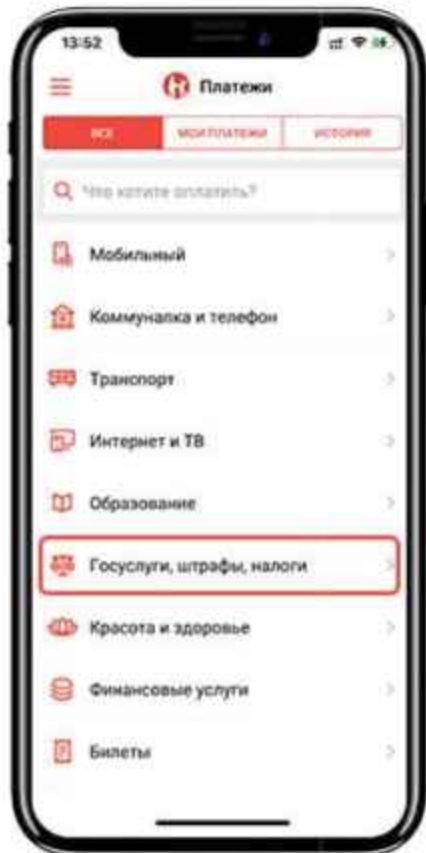 13:52
Платежи
ВСЕ
МОИ ПЛАТЕЖИ
ИСТОРИЯ
Что хотите оплатить?
Мобильный
Коммуналка и телефон
Транспорт
Интернет и ТВ
Образование
Госуслуги, штрафы, налоги
Красота и здоровье
Финансовые услуги
Билеты